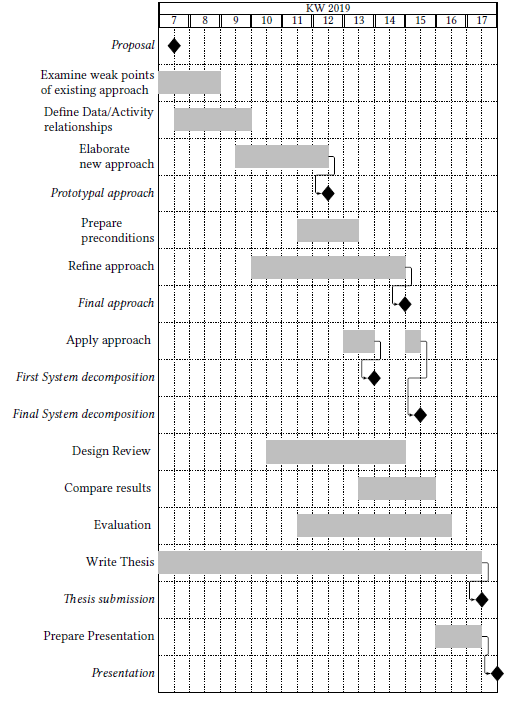 KW 2019
7 8 9 10 11 12 13 14 15 16 17
Proposal
Examine weak points
of existing approach
Define Data/Activity
relationships
Elaborate
new approach
Prototypal approach
Prepare
preconditions
Refine approach
Final approach
Apply approach
First System decomposition
Final System decomposition
Design Review
Compare results
Evaluation
Write Thesis
Thesis submission
Prepare Presentation
Presentation